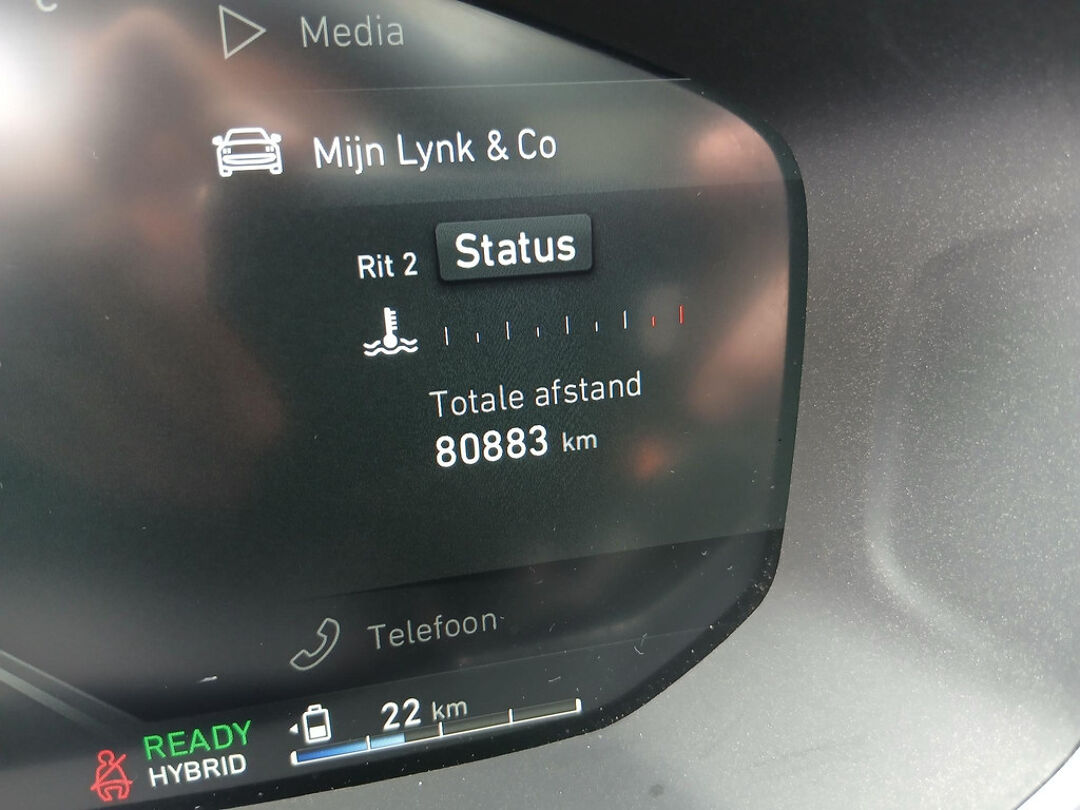 Media
Mijn Lynk & Co
Rit 2 Status
Totale afstand
80883 km
Telefoon
22 km
READY
HYBRID